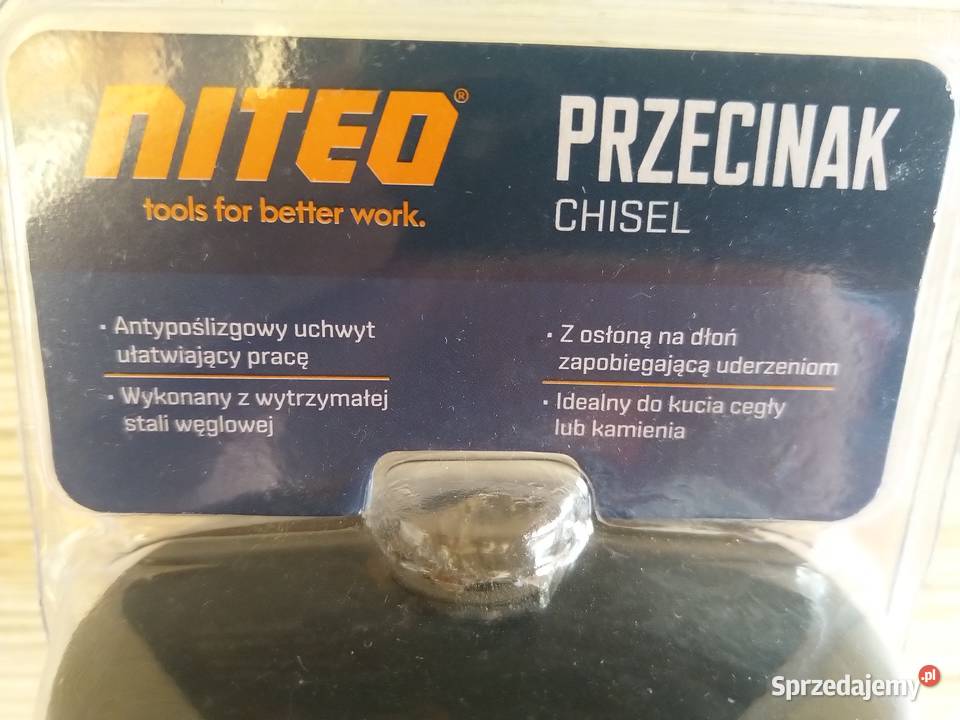 NITEO®
tools for better work.
PRZECINAK
CHISEL
· Antypoślizgowy uchwyt
ułatwiający pracę
· Wykonany z wytrzymałej
stali węglowej
· Z osłoną na dłoń
zapobiegającą uderzeniom
· Idealny do kucia cegły
lub kamienia
Sprzedajemy.pl